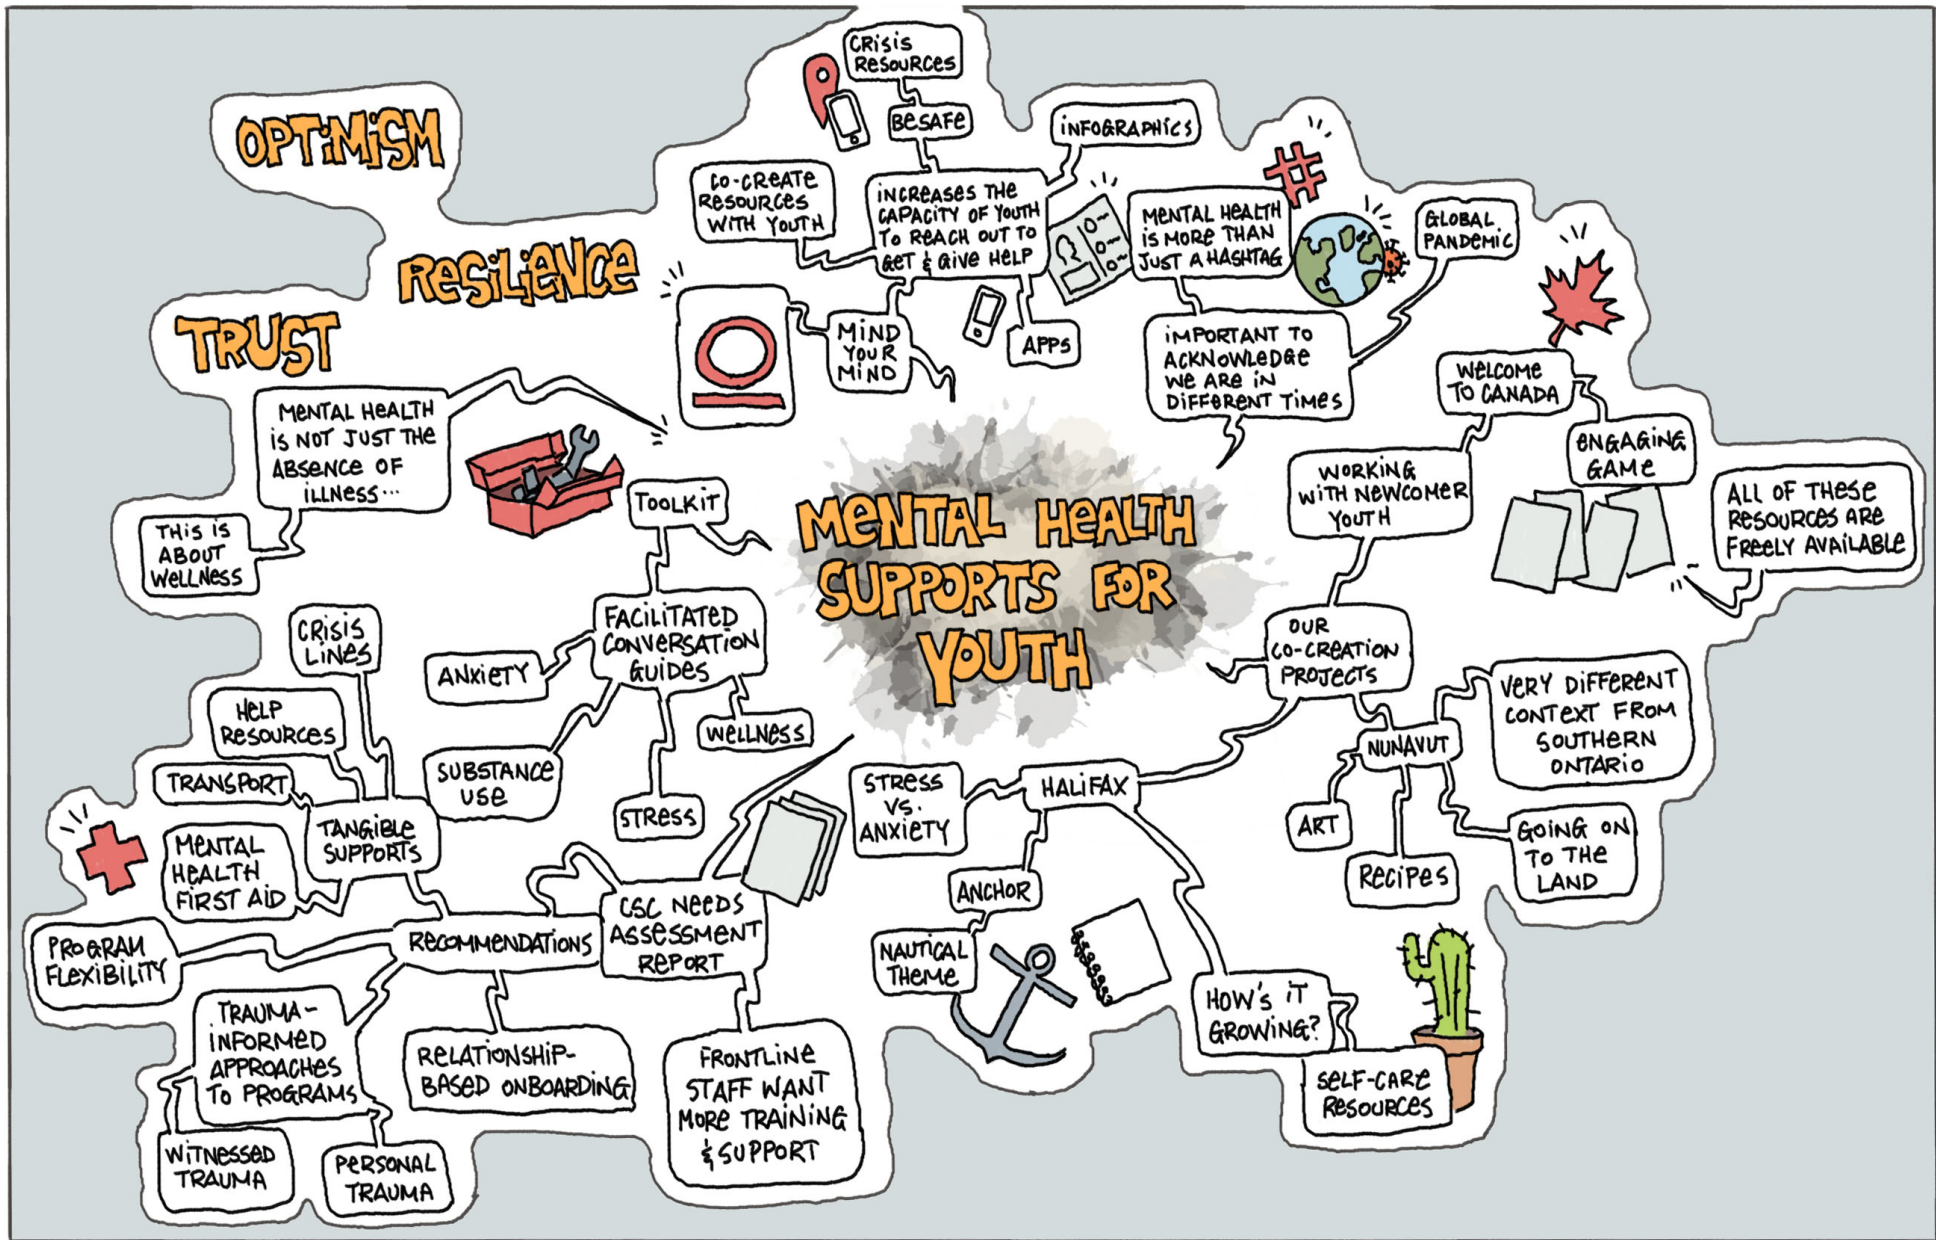 OPTIMISM
RESILIENCE
TRUST
CRISIS
RESOURCES
BESAFE
INFOGRAPHICS
CO-CREATE
RESOURCES
WITH YOUTH
INCREASES THE
CAPACITY OF YOUTH
TO REACH OUT TO
GET & GIVE HELP
MIND
YOUR
MIND
APPS
MENTAL HEALTH
IS MORE THAN
JUST A HASHTAG
#
GLOBAL
PANDEMIC
IMPORTANT TO
ACKNOWLEDGE
WE ARE IN
DIFFERENT TIMES
WELCOME
TO CANADA
ENGAGING
GAME
WORKING
WITH NEWCOMER
YOUTH
ALL OF THESE
RESOURCES ARE
FREELY AVAILABLE
MENTAL HEALTH
IS NOT JUST THE
ABSENCE OF
ILLNESS...
THIS IS
ABOUT
WELLNESS
TOOLKIT
MENTAL HEALTH
SUPPORTS FOR
YOUTH
FACILITATED
CONVERSATION
GUIDES
ANXIETY
SUBSTANCE
USE
STRESS
WELLNESS
CRISIS
LINES
HELP
RESOURCES
TRANSPORT
MENTAL
HEALTH
FIRST AID
TANGIBLE
SUPPORTS
OUR
CO-CREATION
PROJECTS
NUNAVUT
VERY DIFFERENT
CONTEXT FROM
SOUTHERN
ONTARIO
ART
RECIPES
GOING ON
TO THE
LAND
HALIFAX
STRESS
VS.
ANXIETY
ANCHOR
NAUTICAL
THEME
HOW'S IT
GROWING?
SELF-CARE
RESOURCES
CSC NEEDS
ASSESSMENT
REPORT
RECOMMENDATIONS
PROGRAM
FLEXIBILITY
TRAUMA-
INFORMED
APPROACHES
TO PROGRAMS
WITNESSED
TRAUMA
PERSONAL
TRAUMA
RELATIONSHIP-
BASED ONBOARDING
FRONTLINE
STAFF WANT
MORE TRAINING
& SUPPORT